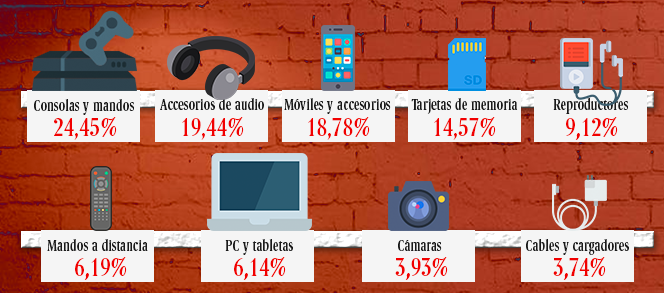 SD
Consolas y mandos
24,45%
Accesorios de audio
19,44%
Móviles y accesorios
18,78%
Tarjetas de memoria
14,57%
Reproductores
9,12%
Mandos a distancia
6,19%
PC y tabletas
6,14%
Cámaras
3,93%
Cables y cargadores
3,74%